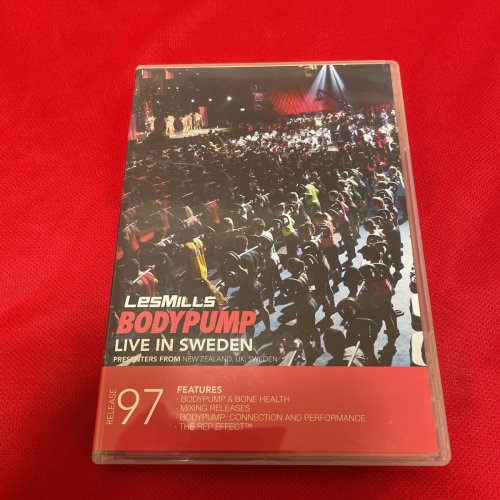 LesMills
BODYPUMP
LIVE IN SWEDEN
PRESENTERS FROM NEW ZEALAND, UK, SWEDEN
RELEASE 97
FEATURES
· BODYPUMP & BONE HEALTH
· MIXING RELEASES
· BODYPUMP: CONNECTION AND PERFORMANCE
· THE REP EFFECT™